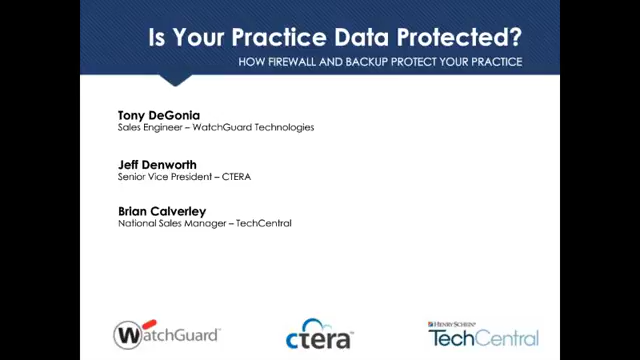 Is Your Practice Data Protected?
HOW FIREWALL AND BACKUP PROTECT YOUR PRACTICE
Tony DeGonia
Sales Engineer – WatchGuard Technologies
Jeff Denworth
Senior Vice President – CTERA
Brian Calverley
National Sales Manager – TechCentral
WatchGuard
ctera
HENRY SCHEIN
TechCentral